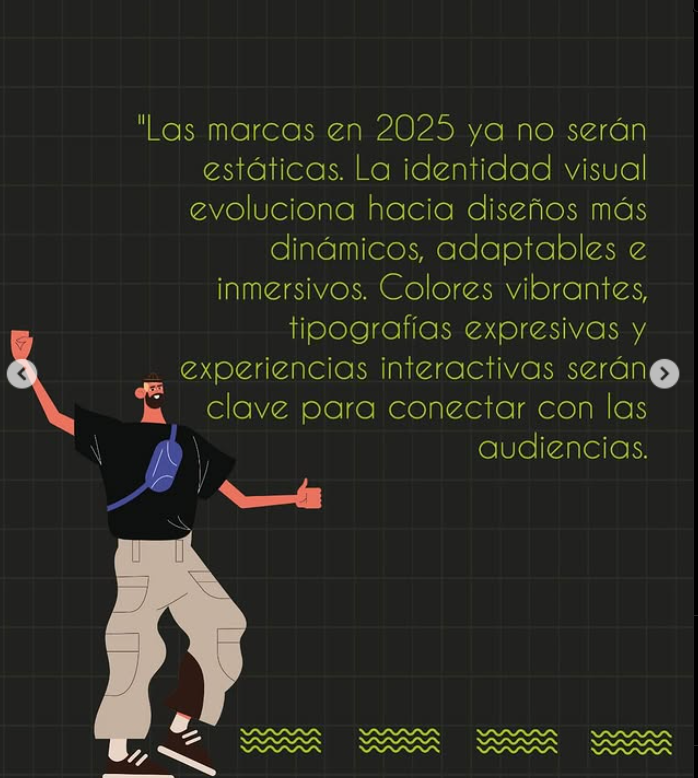 "Las marcas en 2025 ya no serán
estáticas. La identidad visual
evoluciona hacia diseños más
dinámicos, adaptables e
inmersivos. Colores vibrantes,
tipografías expresivas y
experiencias interactivas serán
clave para conectar con las
audiencias.